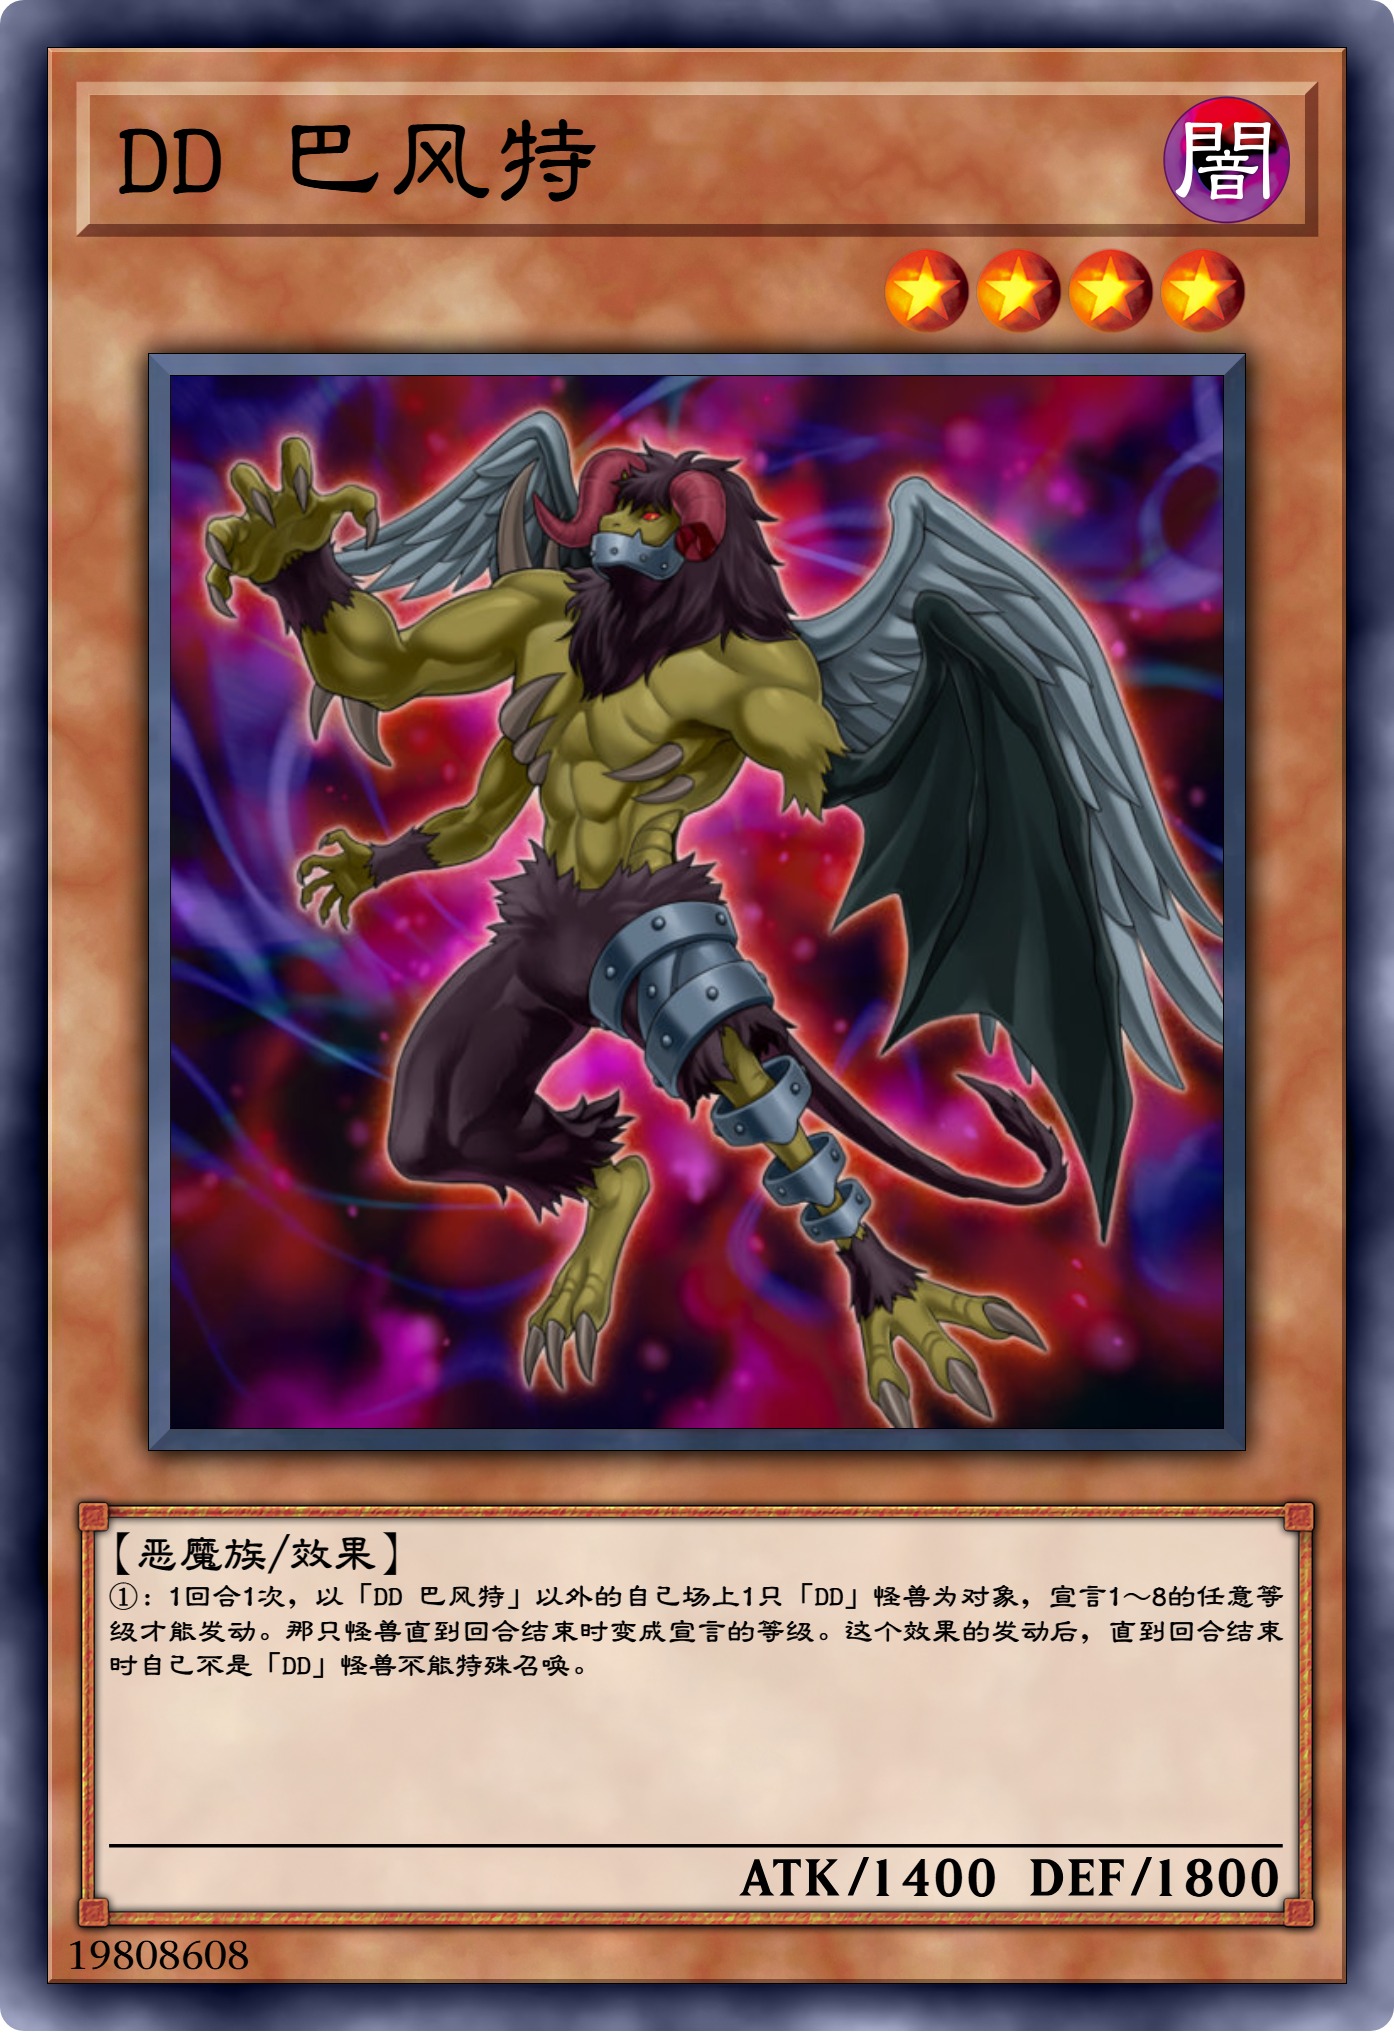 DD 巴风特
闇
【恶魔族/效果】
①：1回合1次，以「DD 巴风特」以外的自己场上1只「DD」怪兽为对象，宣言1～8的任意等
级才能发动。那只怪兽直到回合结束时变成宣言的等级。这个效果的发动后，直到回合结束
时自己不是「DD」怪兽不能特殊召唤。
ATK/1400 DEF/1800
19808608